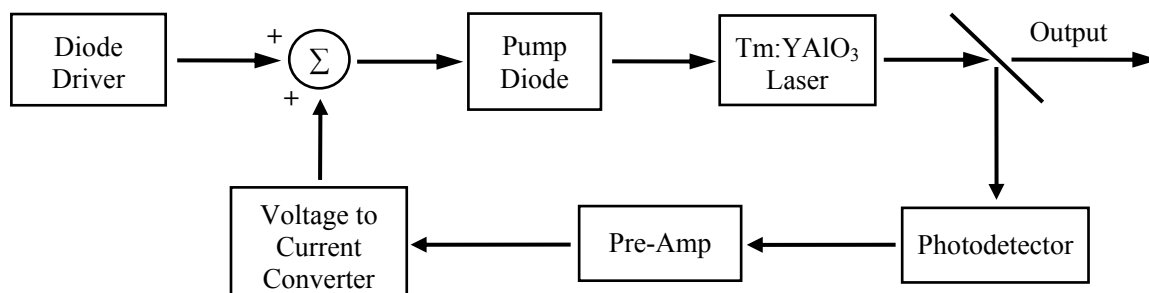 Diode
Driver
+
+
Σ
Pump
Diode
Tm:YAlO₃
Laser
Output
Voltage to
Current
Converter
Pre-Amp
Photodetector